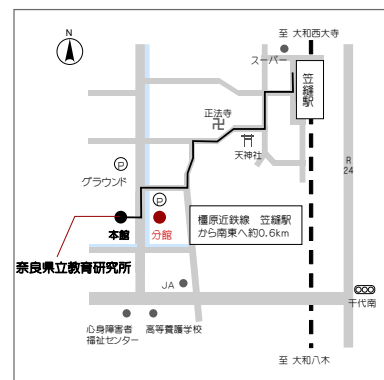 N
至 大和西大寺
スーパー
笠縫駅
正法寺
卍
天神社
R
24
P
グラウンド
P
本館
分館
橿原近鉄線 笠縫駅
から南東へ約0.6km
奈良県立教育研究所
JA
千代南
心身障害者
福祉センター
高等養護学校
至 大和八木